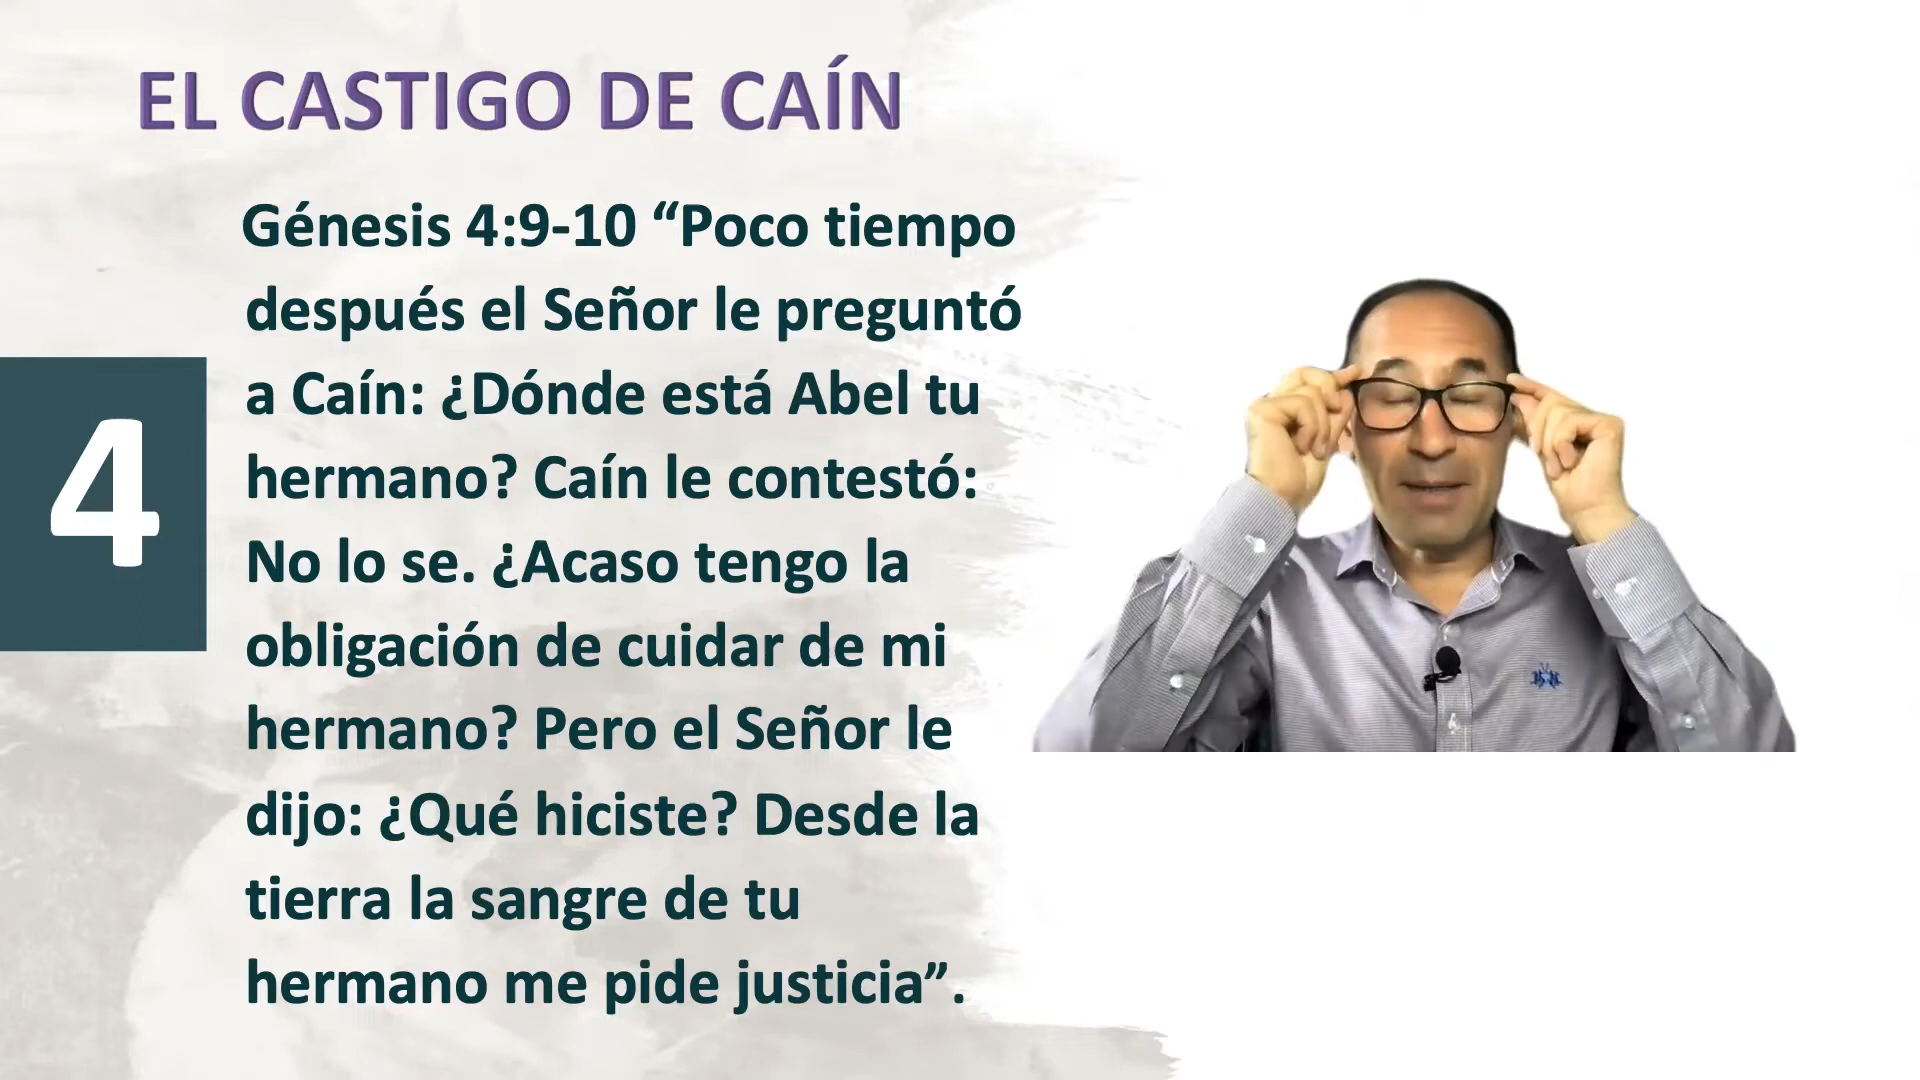 EL CASTIGO DE CAÍN
4
Génesis 4:9-10 “Poco tiempo
después el Señor le preguntó
a Caín: ¿Dónde está Abel tu
hermano? Caín le contestó:
No lo se. ¿Acaso tengo la
obligación de cuidar de mi
hermano? Pero el Señor le
dijo: ¿Qué hiciste? Desde la
tierra la sangre de tu
hermano me pide justicia”.